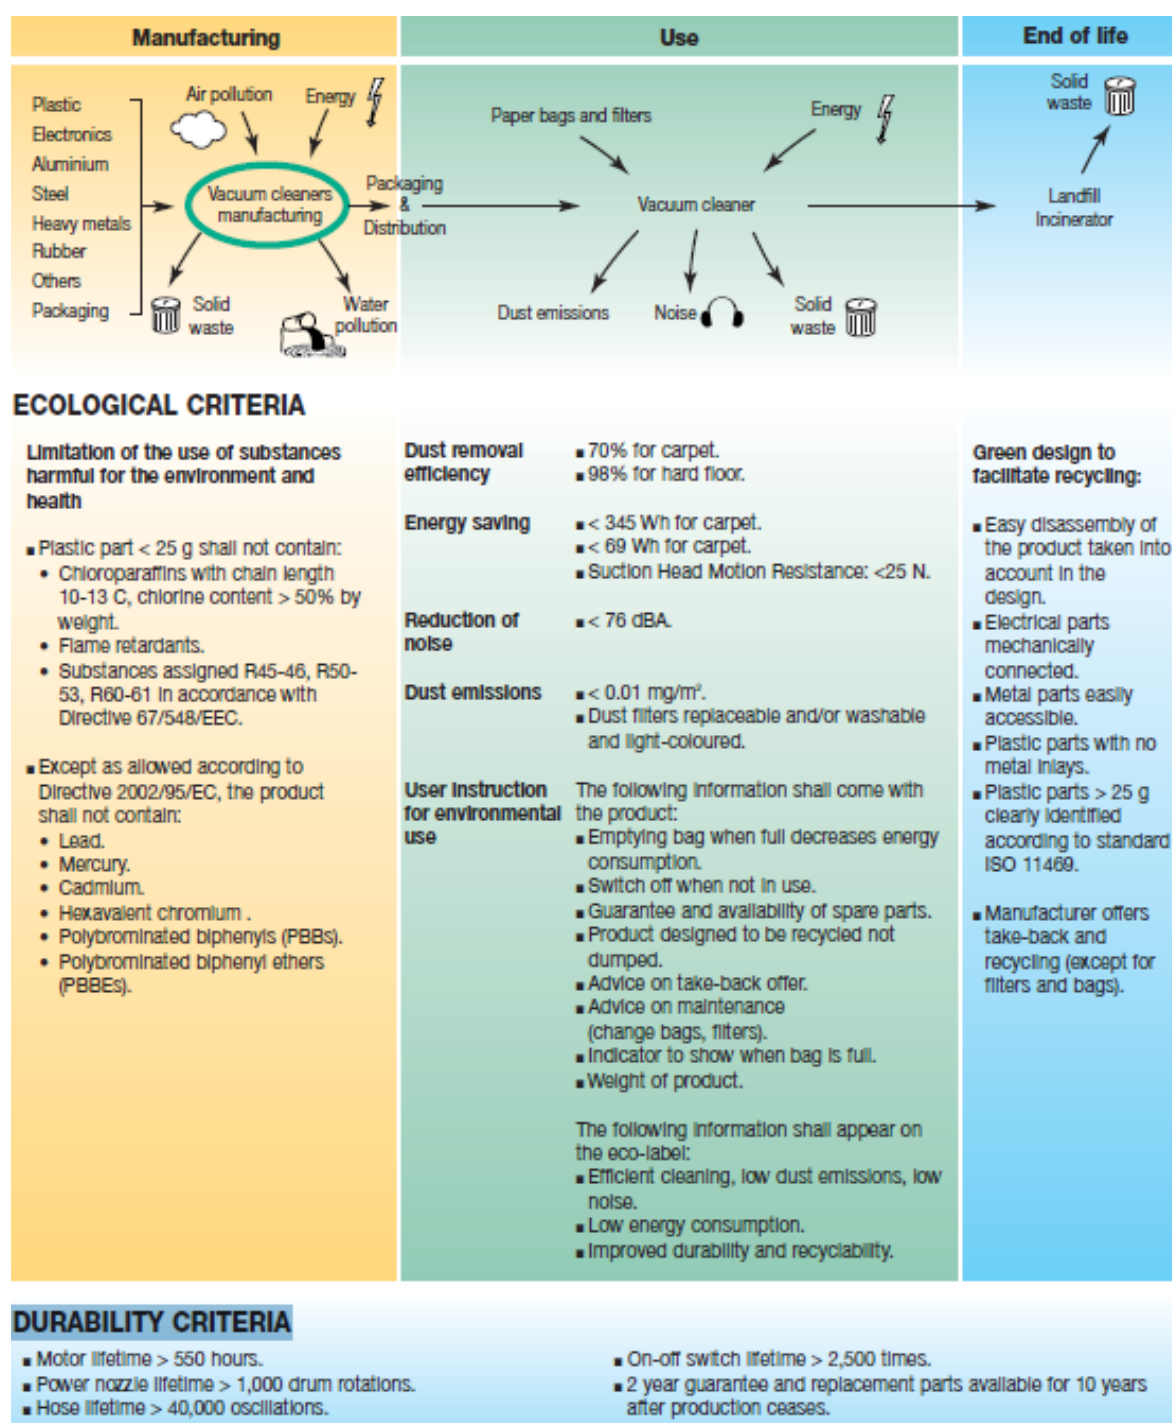 Manufacturing
Use
End of life
Plastic
Electronics
Aluminium
Steel
Heavy metals
Rubber
Others
Packaging
Air pollution
Energy
Vacuum cleaners
manufacturing
Solid
waste
Water
pollution
Packaging
&
Distribution
Paper bags and filters
Energy
Vacuum cleaner
Dust emissions
Noise
Solid
waste
Solid
waste
Landfill
Incinerator
ECOLOGICAL CRITERIA
Limitation of the use of substances
harmful for the environment and
health
■ Plastic part < 25 g shall not contain:
• Chloroparaffins with chain length
10-13 C, chlorine content > 50% by
weight.
• Flame retardants.
• Substances assigned R45-46, R50-
53, R60-61 in accordance with
Directive 67/548/EEC.
■ Except as allowed according to
Directive 2002/95/EC, the product
shall not contain:
• Lead.
• Mercury.
• Cadmium.
• Hexavalent chromium .
• Polybrominated biphenyls (PBBs).
• Polybrominated biphenyl ethers
(PBBEs).
Dust removal
efficiency
■ 70% for carpet.
■ 98% for hard floor.
Energy saving
■ < 345 Wh for carpet.
■ < 69 Wh for carpet.
■ Suction Head Motion Resistance: <25 N.
Reduction of
noise
■ < 76 dBA.
Dust emissions
■ < 0.01 mg/m².
■ Dust filters replaceable and/or washable
and light-coloured.
User instruction
for environmental
use
The following information shall come with
the product:
■ Emptying bag when full decreases energy
consumption.
■ Switch off when not in use.
■ Guarantee and availability of spare parts.
■ Product designed to be recycled not
dumped.
■ Advice on take-back offer.
■ Advice on maintenance
(change bags, filters).
■ Indicator to show when bag is full.
■ Weight of product.
The following information shall appear on
the eco-label:
■ Efficient cleaning, low dust emissions, low
noise.
■ Low energy consumption.
■ Improved durability and recyclability.
Green design to
facilitate recycling:
■ Easy disassembly of
the product taken into
account in the
design.
■ Electrical parts
mechanically
connected.
■ Metal parts easily
accessible.
■ Plastic parts with no
metal inlays.
■ Plastic parts > 25 g
clearly identified
according to standard
ISO 11469.
■ Manufacturer offers
take-back and
recycling (except for
filters and bags).
DURABILITY CRITERIA
■ Motor lifetime > 550 hours.
■ Power nozzle lifetime > 1,000 drum rotations.
■ Hose lifetime > 40,000 oscillations.
■ On-off switch lifetime > 2,500 times.
■ 2 year guarantee and replacement parts available for 10 years
after production ceases.